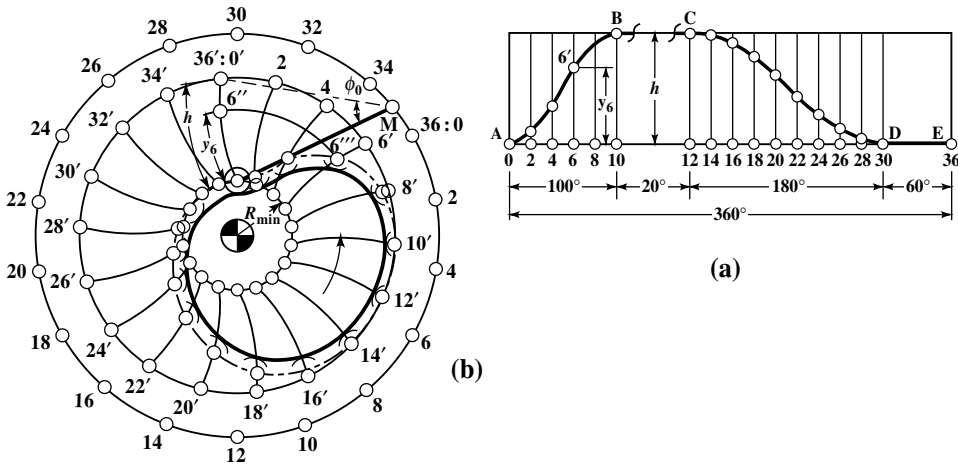 30
28
32
26
36′:0′
2
34
34′
ϕ₀
6″
4
M
24
32′
h
y₆
6′
36:0
6‴
30′
8′
22
R_min
2
28′
10′
20
26′
4
12′
18
24′
14′
6
22′
16′
(b)
16
20′
18′
8
14
10
12
B
C
6′
h
y₆
A
D
E
0 2 4 6 8 10 12 14 16 18 20 22 24 26 28 30 36
100° 20° 180° 60°
360°
(a)